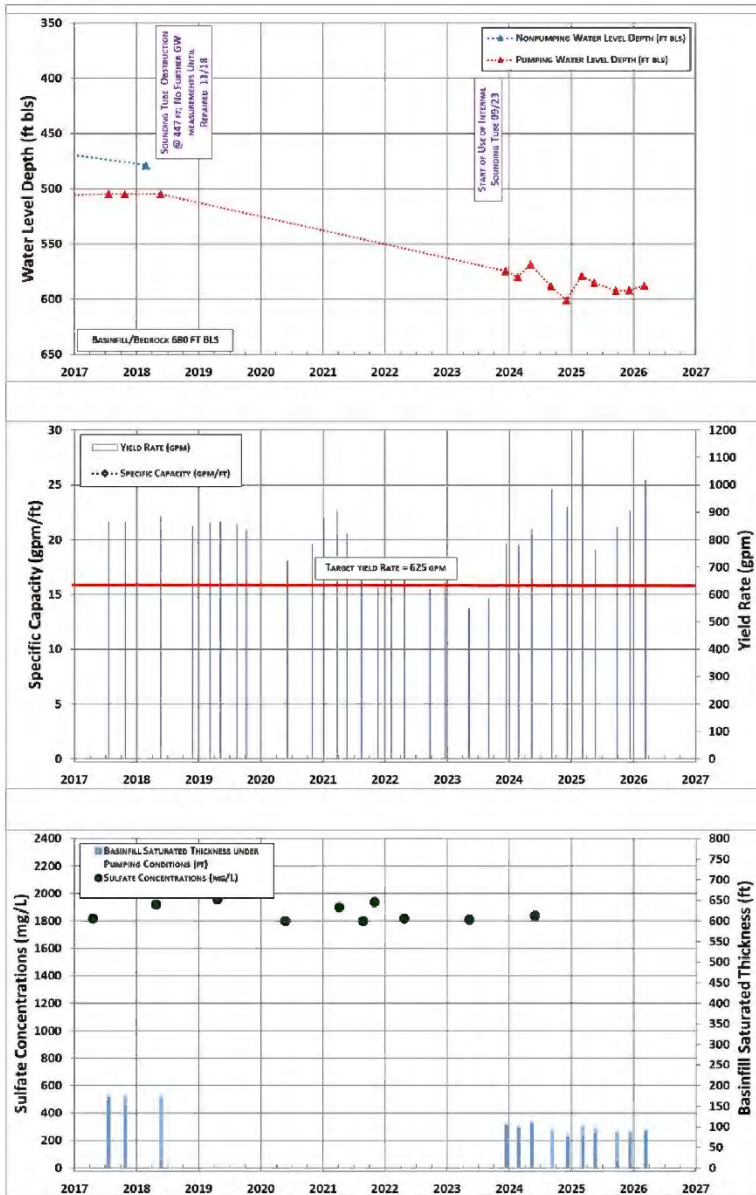 350
400
450
500
550
600
650
Water Level Depth (ft bls)
Sounding Tube Obstruction
@ 447 ft; No Further GW
measurements Until
Repaired 13/18
Nonpumping Water Level Depth (ft bls)
Pumping Water Level Depth (ft bls)
Start of Use of Internal
Sounding Tube 09/23
Basinfill/Bedrock 680 ft bls
2017 2018 2019 2020 2021 2022 2023 2024 2025 2026 2027
30
25
20
15
10
5
0
Specific Capacity (gpm/ft)
Yield Rate (gpm)
Specific Capacity (gpm/ft)
Target yield Rate = 625 gpm
1200
1100
1000
900
800
700
600
500
400
300
200
100
0
Yield Rate (gpm)
2017 2018 2019 2020 2021 2022 2023 2024 2025 2026 2027
2400
2200
2000
1800
1600
1400
1200
1000
800
600
400
200
0
Sulfate Concentrations (mg/L)
Basinfill Saturated Thickness under
Pumping Conditions (ft)
Sulfate Concentrations (mg/L)
800
750
700
650
600
550
500
450
400
350
300
250
200
150
100
50
0
Basinfill Saturated Thickness (ft)
2017 2018 2019 2020 2021 2022 2023 2024 2025 2026 2027